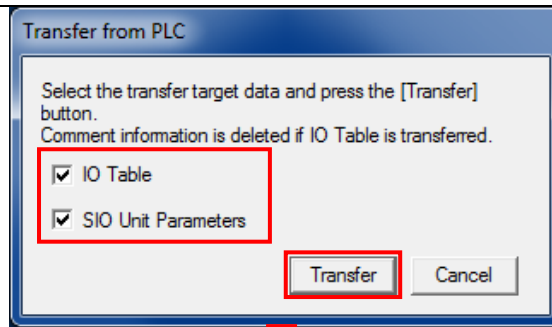 Transfer from PLC
Select the transfer target data and press the [Transfer]
button.
Comment information is deleted if IO Table is transferred.
IO Table
SIO Unit Parameters
Transfer Cancel